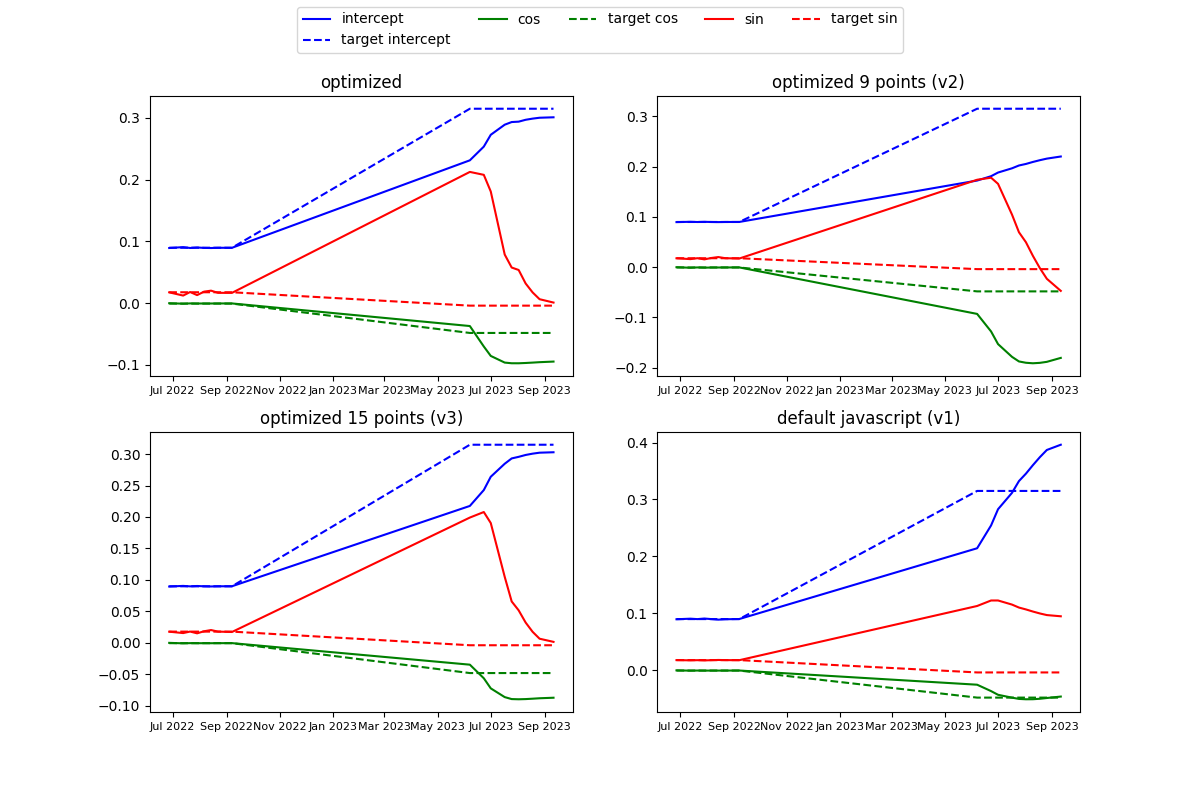 intercept cos target cos sin target sin
target intercept
optimized
0.3
0.2
0.1
0.0
−0.1
Jul 2022 Sep 2022 Nov 2022 Jan 2023 Mar 2023 May 2023 Jul 2023 Sep 2023
optimized 9 points (v2)
0.3
0.2
0.1
0.0
−0.1
−0.2
Jul 2022 Sep 2022 Nov 2022 Jan 2023 Mar 2023 May 2023 Jul 2023 Sep 2023
optimized 15 points (v3)
0.30
0.25
0.20
0.15
0.10
0.05
0.00
−0.05
−0.10
Jul 2022 Sep 2022 Nov 2022 Jan 2023 Mar 2023 May 2023 Jul 2023 Sep 2023
default javascript (v1)
0.4
0.3
0.2
0.1
0.0
Jul 2022 Sep 2022 Nov 2022 Jan 2023 Mar 2023 May 2023 Jul 2023 Sep 2023